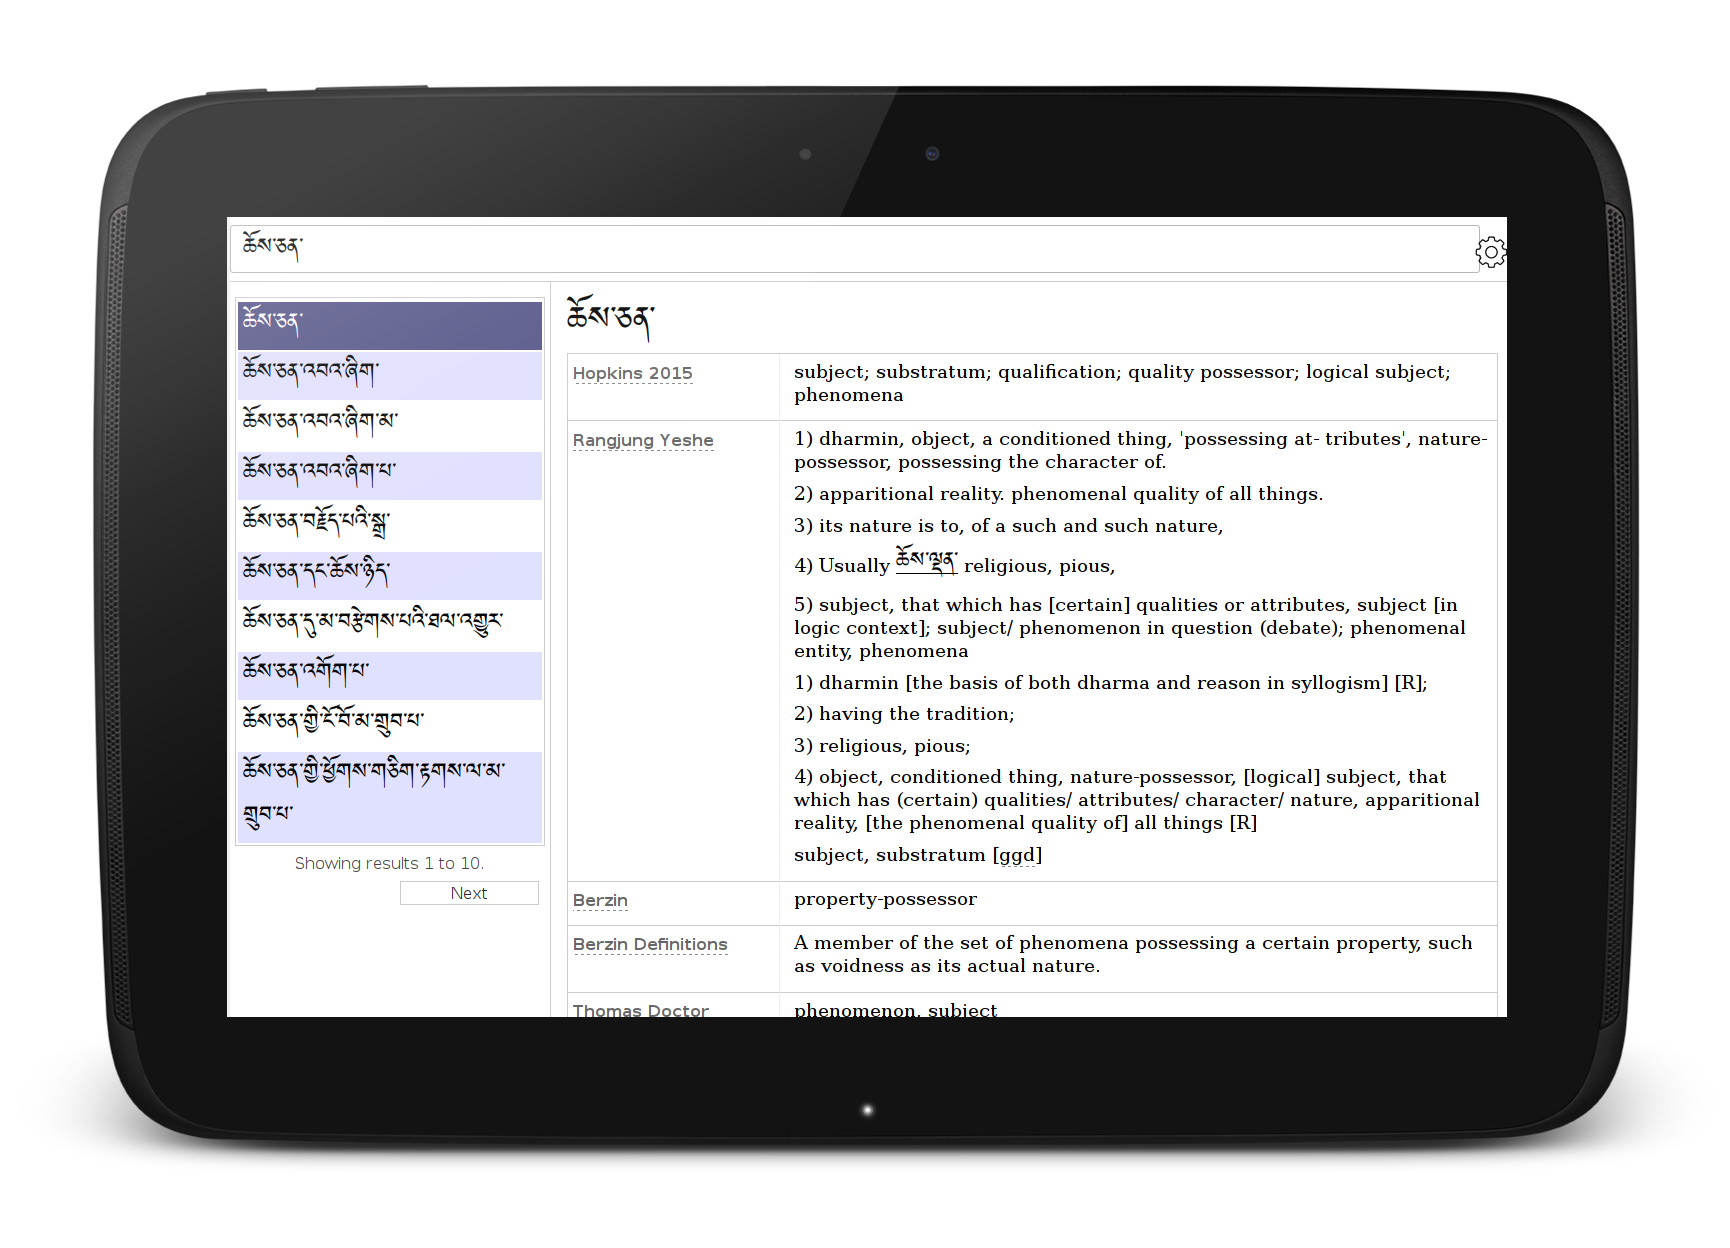 ཆོས་ཅན་
ཆོས་ཅན་
ཆོས་ཅན་འབའ་ཞིག་
ཆོས་ཅན་འབའ་ཞིག་མ་
ཆོས་ཅན་འབའ་ཞིག་པ་
ཆོས་ཅན་བརྗོད་པའི་སྒྲ་
ཆོས་ཅན་དང་ཆོས་ཉིད་
ཆོས་ཅན་དུ་མ་བརྩེགས་པའི་ཐལ་འགྱུར་
ཆོས་ཅན་འགོག་པ་
ཆོས་ཅན་གྱི་ངོ་བོ་མ་གྲུབ་པ་
ཆོས་ཅན་གྱི་ཕྱོགས་གཅིག་རྟགས་ལ་མ་
གྲུབ་པ་
Showing results 1 to 10.
Next
ཆོས་ཅན་
Hopkins 2015
subject; substratum; qualification; quality possessor; logical subject;
phenomena
Rangjung Yeshe
1) dharmin, object, a conditioned thing, 'possessing at- tributes', nature-
possessor, possessing the character of.
2) apparitional reality. phenomenal quality of all things.
3) its nature is to, of a such and such nature,
4) Usually ཆོས་ལྡན་ religious, pious,
5) subject, that which has [certain] qualities or attributes, subject [in
logic context]; subject/ phenomenon in question (debate); phenomenal
entity, phenomena
1) dharmin [the basis of both dharma and reason in syllogism] [R];
2) having the tradition;
3) religious, pious;
4) object, conditioned thing, nature-possessor, [logical] subject, that
which has (certain) qualities/ attributes/ character/ nature, apparitional
reality, [the phenomenal quality of] all things [R]
subject, substratum [ggd]
Berzin
property-possessor
Berzin Definitions
A member of the set of phenomena possessing a certain property, such
as voidness as its actual nature.
Thomas Doctor
phenomenon, subject